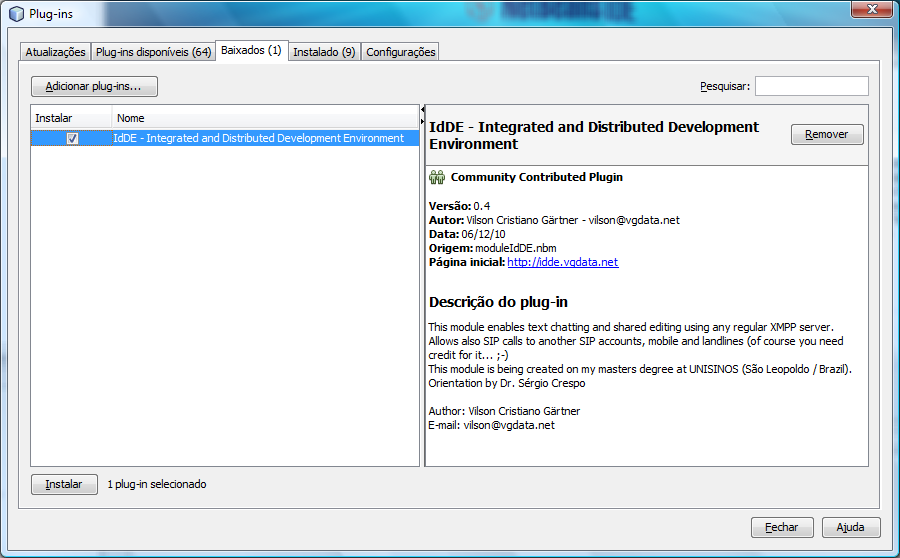 Plug-ins
Atualizações Plug-ins disponíveis (64) Baixados (1) Instalado (9) Configurações
Adicionar plug-ins...
Pesquisar:
Instalar Nome
IdDE - Integrated and Distributed Development Environment
IdDE - Integrated and Distributed Development
Environment
Remover
Community Contributed Plugin
Versão: 0.4
Autor: Vilson Cristiano Gärtner - vilson@vgdata.net
Data: 06/12/10
Origem: moduleIdDE.nbm
Página inicial: http://idde.vgdata.net
Descrição do plug-in
This module enables text chatting and shared editing using any regular XMPP server.
Allows also SIP calls to another SIP accounts, mobile and landlines (of course you need
credit for it... ;-)
This module is being created on my masters degree at UNISINOS (São Leopoldo / Brazil).
Orientation by Dr. Sérgio Crespo
Author: Vilson Cristiano Gärtner
E-mail: vilson@vgdata.net
Instalar 1 plug-in selecionado
Fechar Ajuda